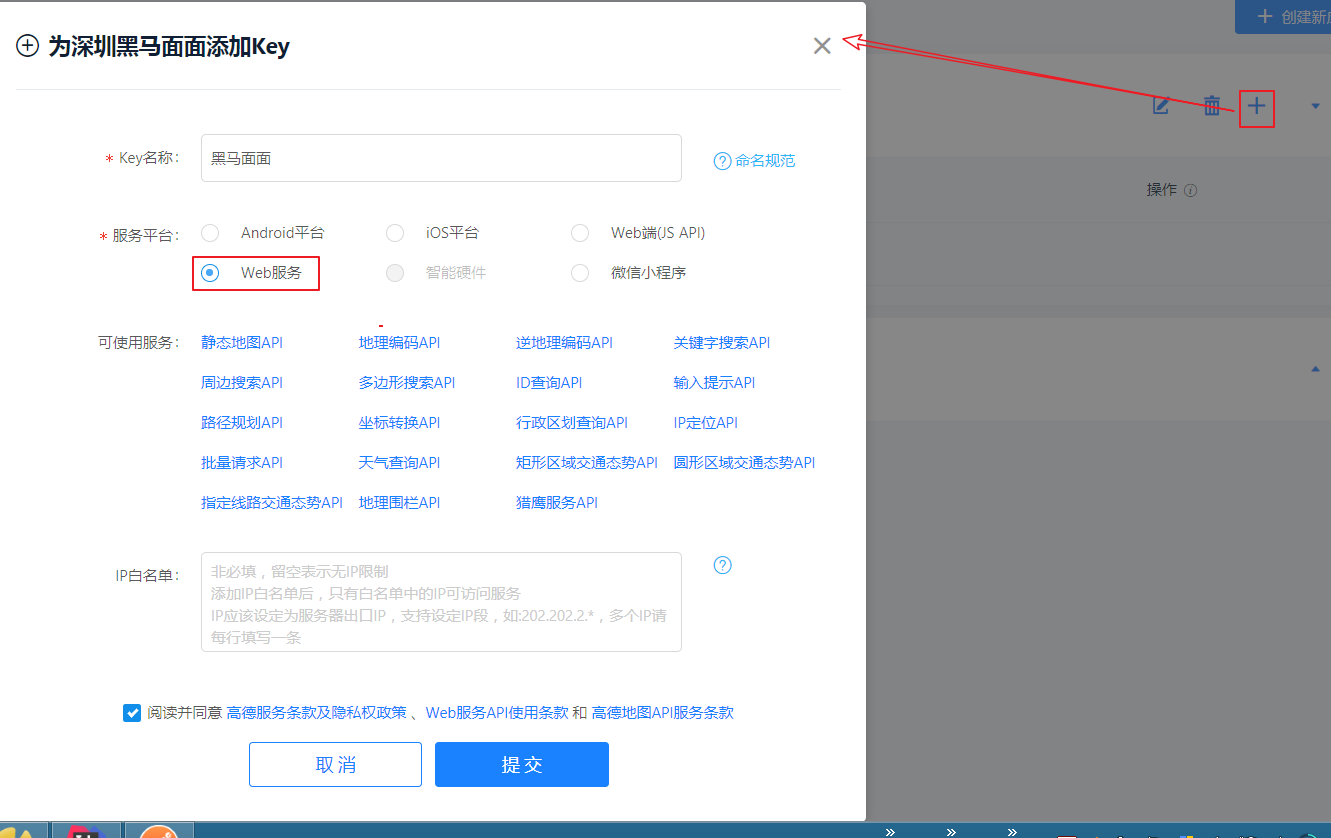 为深圳黑马面面添加Key
创建新
* Key名称：
黑马面面
命名规范
操作
* 服务平台：
Android平台
iOS平台
Web端(JS API)
Web服务
智能硬件
微信小程序
可使用服务：
静态地图API 地理编码API 逆地理编码API 关键字搜索API
周边搜索API 多边形搜索API ID查询API 输入提示API
路径规划API 坐标转换API 行政区划查询API IP定位API
批量请求API 天气查询API 矩形区域交通态势API 圆形区域交通态势API
指定线路交通态势API 地理围栏API 猎鹰服务API
IP白名单：
非必填，留空表示无IP限制
添加IP白名单后，只有白名单中的IP可访问服务
IP应该设定为服务器出口IP，支持设定IP段，如:202.202.2.*，多个IP请
每行填写一条
阅读并同意 高德服务条款及隐私权政策 、Web服务API使用条款 和 高德地图API服务条款
取消
提交